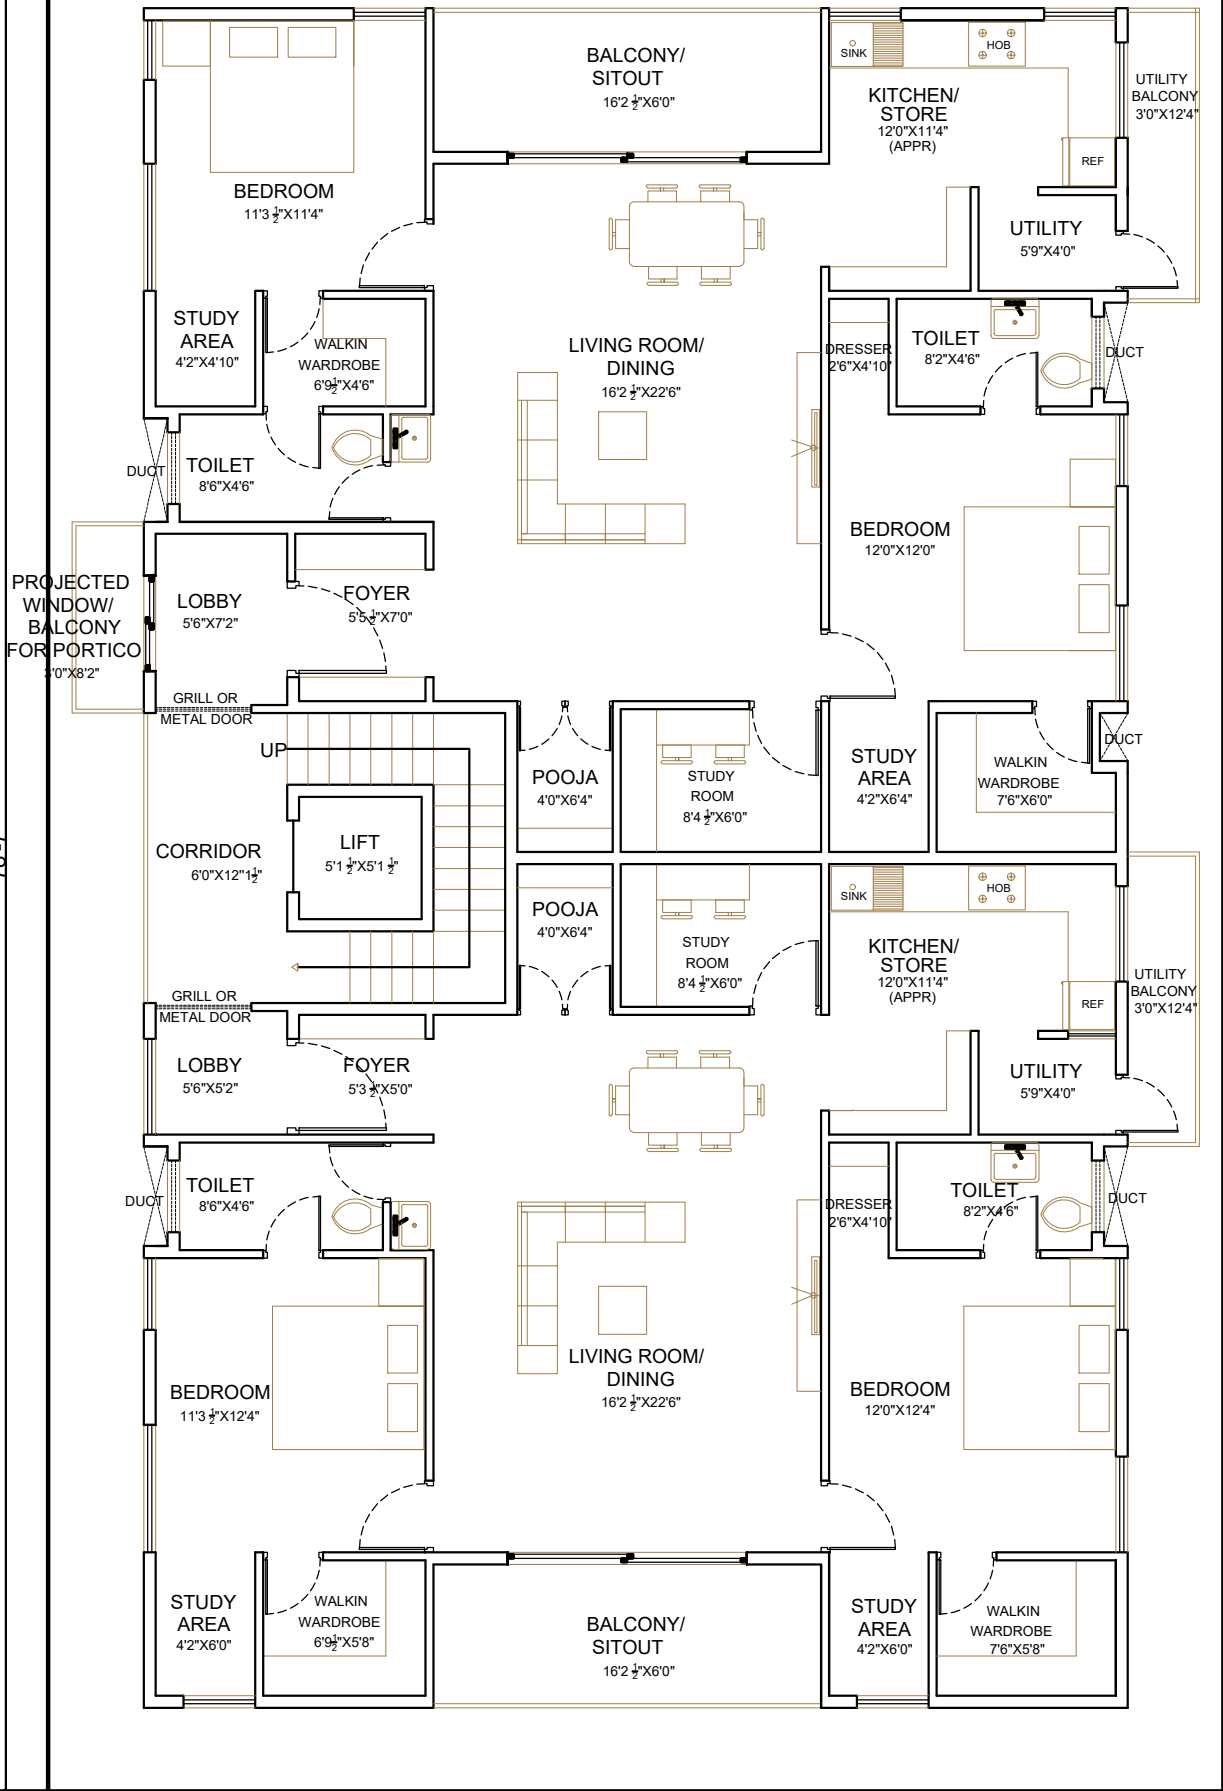 BALCONY/
SITOUT
16'2 1/2"X6'0"
SINK
HOB
KITCHEN/
STORE
12'0"X11'4"
(APPR)
UTILITY
BALCONY
3'0"X12'4"
REF
BEDROOM
11'3 1/2"X11'4"
UTILITY
5'9"X4'0"
STUDY
AREA
4'2"X4'10"
WALKIN
WARDROBE
6'9 1/2"X4'6"
LIVING ROOM/
DINING
16'2 1/2"X22'6"
DRESSER
2'6"X4'10"
TOILET
8'2"X4'6"
DUCT
DUCT
TOILET
8'6"X4'6"
BEDROOM
12'0"X12'0"
PROJECTED
WINDOW/
BALCONY
FOR PORTICO
3'0"X8'2"
LOBBY
5'6"X7'2"
FOYER
5'5 1/2"X7'0"
GRILL OR
METAL DOOR
UP
POOJA
4'0"X6'4"
STUDY
ROOM
8'4 1/2"X6'0"
STUDY
AREA
4'2"X6'4"
WALKIN
WARDROBE
7'6"X6'0"
DUCT
CORRIDOR
6'0"X12"1 1/2"
LIFT
5'1 1/2"X5'1 1/2"
POOJA
4'0"X6'4"
STUDY
ROOM
8'4 1/2"X6'0"
SINK
HOB
KITCHEN/
STORE
12'0"X11'4"
(APPR)
UTILITY
BALCONY
3'0"X12'4"
REF
GRILL OR
METAL DOOR
LOBBY
5'6"X5'2"
FOYER
5'3 1/2"X5'0"
UTILITY
5'9"X4'0"
DUCT
TOILET
8'6"X4'6"
DRESSER
2'6"X4'10"
TOILET
8'2"X4'6"
DUCT
LIVING ROOM/
DINING
16'2 1/2"X22'6"
BEDROOM
11'3 1/2"X12'4"
BEDROOM
12'0"X12'4"
STUDY
AREA
4'2"X6'0"
WALKIN
WARDROBE
6'9 1/2"X5'8"
BALCONY/
SITOUT
16'2 1/2"X6'0"
STUDY
AREA
4'2"X6'0"
WALKIN
WARDROBE
7'6"X5'8"